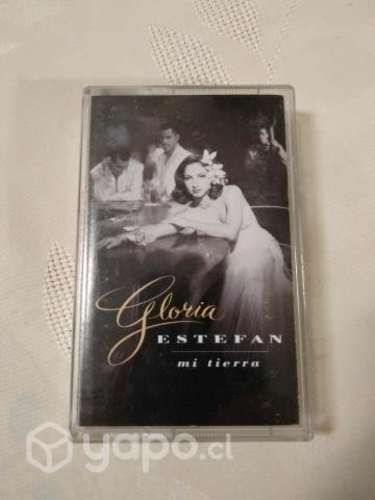 Gloria
ESTEFAN
mi tierra
yapo.cl